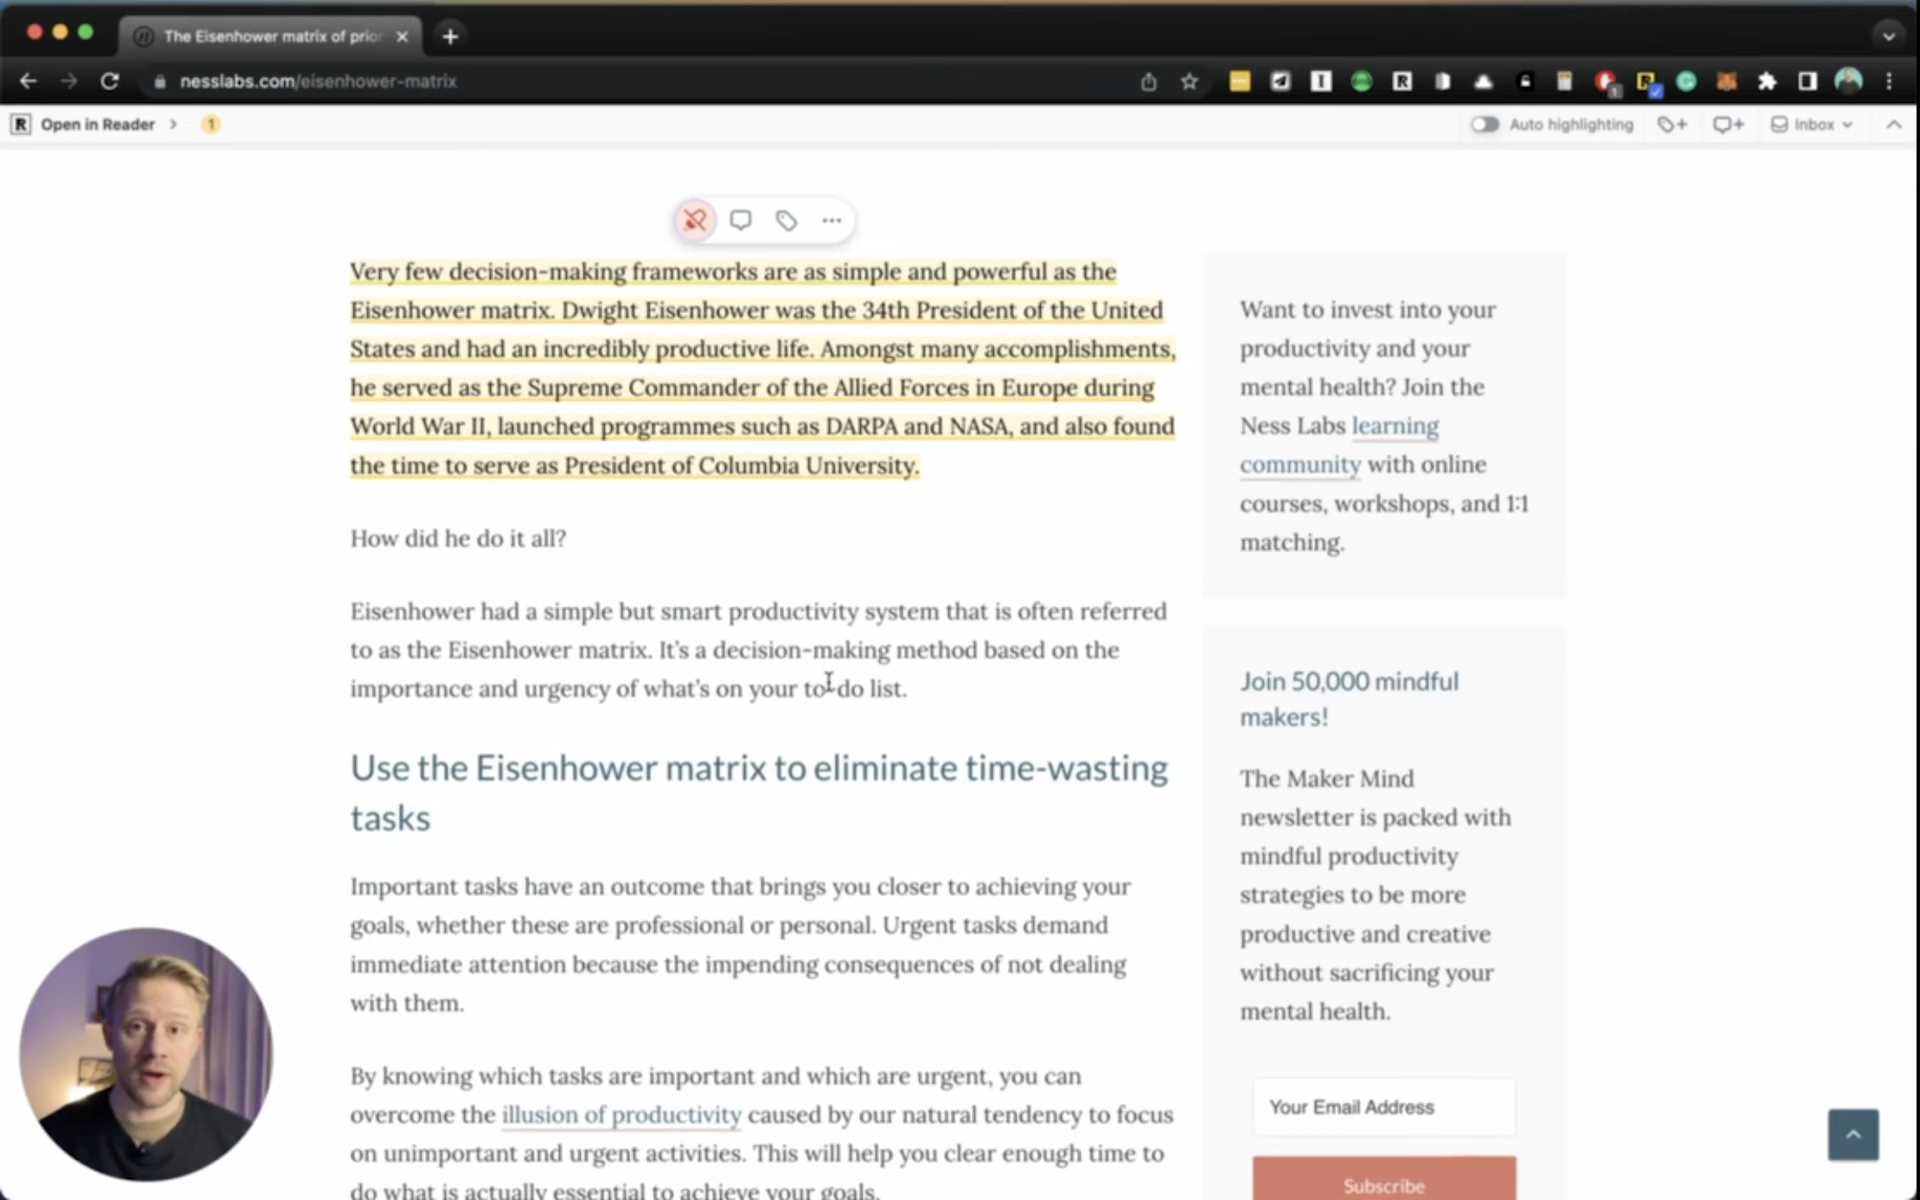 The Eisenhower matrix of prior
nesslabs.com/eisenhower-matrix
Open in Reader
1
Auto highlighting
Inbox
Very few decision-making frameworks are as simple and powerful as the
Eisenhower matrix. Dwight Eisenhower was the 34th President of the United
States and had an incredibly productive life. Amongst many accomplishments,
he served as the Supreme Commander of the Allied Forces in Europe during
World War II, launched programmes such as DARPA and NASA, and also found
the time to serve as President of Columbia University.
How did he do it all?
Eisenhower had a simple but smart productivity system that is often referred
to as the Eisenhower matrix. It's a decision-making method based on the
importance and urgency of what's on your to-do list.
Use the Eisenhower matrix to eliminate time-wasting
tasks
Important tasks have an outcome that brings you closer to achieving your
goals, whether these are professional or personal. Urgent tasks demand
immediate attention because the impending consequences of not dealing
with them.
By knowing which tasks are important and which are urgent, you can
overcome the illusion of productivity caused by our natural tendency to focus
on unimportant and urgent activities. This will help you clear enough time to
do what is actually essential to achieve your goals.
Want to invest into your
productivity and your
mental health? Join the
Ness Labs learning
community with online
courses, workshops, and 1:1
matching.
Join 50,000 mindful
makers!
The Maker Mind
newsletter is packed with
mindful productivity
strategies to be more
productive and creative
without sacrificing your
mental health.
Your Email Address
Subscribe